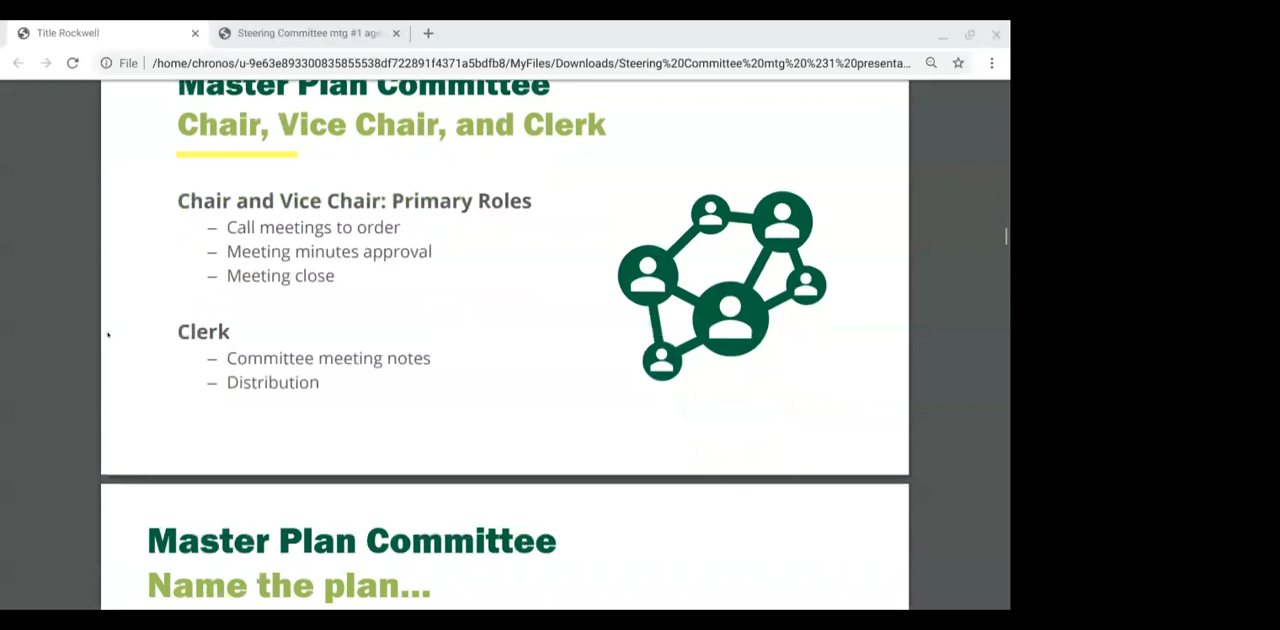 Title Rockwell
Steering Committee mtg #1 age
File
/home/chronos/u-9e63e893300835855538df722891f4371a5bdfb8/MyFiles/Downloads/Steering%20Committee%20mtg%20%231%20presenta...
Master Plan Committee
Chair, Vice Chair, and Clerk
Chair and Vice Chair: Primary Roles
– Call meetings to order
– Meeting minutes approval
– Meeting close
Clerk
– Committee meeting notes
– Distribution
Master Plan Committee
Name the plan...